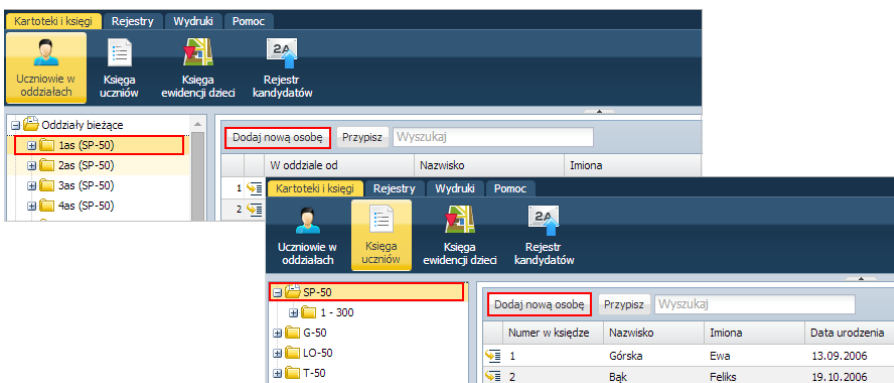 Kartoteki i księgi Rejestry Wydruki Pomoc
2A
Uczniowie w oddziałach Księga uczniów Księga ewidencji dzieci Rejestr kandydatów
Oddziały bieżące
1as (SP-50)
2as (SP-50)
3as (SP-50)
4as (SP-50)
Dodaj nową osobę Przypisz Wyszukaj
W oddziale od Nazwisko Imiona
1
2
Kartoteki i księgi Rejestry Wydruki Pomoc
2A
Uczniowie w oddziałach Księga uczniów Księga ewidencji dzieci Rejestr kandydatów
SP-50
1 - 300
G-50
LO-50
T-50
Dodaj nową osobę Przypisz Wyszukaj
Numer w księdze Nazwisko Imiona Data urodzenia
1 Górska Ewa 13.09.2006
2 Bąk Feliks 19.10.2006